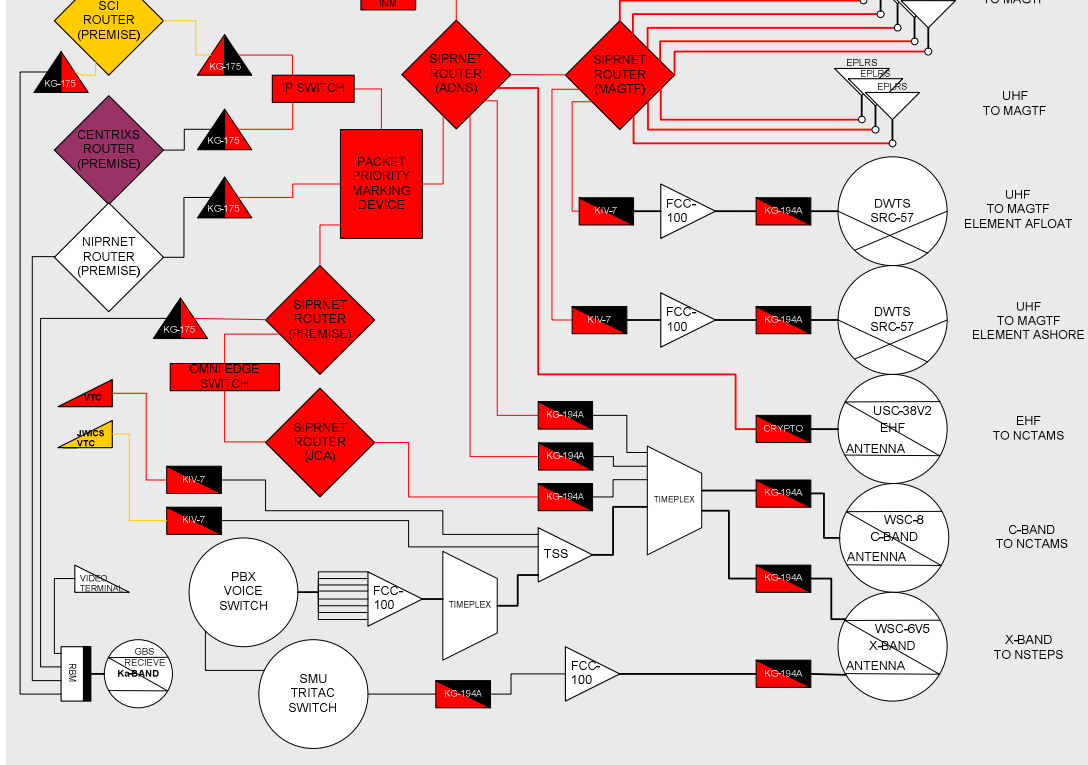 SCI
ROUTER
(PREMISE)
INM
TO MAGTF
KG-175
KG-175
IP SWITCH
SIPRNET
ROUTER
(ADNS)
SIPRNET
ROUTER
(MAGTF)
EPLRS
EPLRS
EPLRS
UHF
TO MAGTF
CENTRIXS
ROUTER
(PREMISE)
KG-175
PACKET
PRIORITY
MARKING
DEVICE
KG-175
KIV-7
FCC-
100
KG-194A
DWTS
SRC-57
UHF
TO MAGTF
ELEMENT AFLOAT
NIPRNET
ROUTER
(PREMISE)
KG-175
SIPRNET
ROUTER
(PREMISE)
KIV-7
FCC-
100
KG-194A
DWTS
SRC-57
UHF
TO MAGTF
ELEMENT ASHORE
OMNI EDGE
SWITCH
VTC
JWICS
VTC
SIPRNET
ROUTER
(JCA)
KG-194A
KG-194A
KG-194A
CRYPTO
USC-38V2
EHF
ANTENNA
EHF
TO NCTAMS
KIV-7
KIV-7
TIMEPLEX
KG-194A
WSC-8
C-BAND
ANTENNA
C-BAND
TO NCTAMS
TSS
KG-194A
VIDEO
TERMINAL
PBX
VOICE
SWITCH
FCC-
100
TIMEPLEX
WSC-6V5
X-BAND
ANTENNA
X-BAND
TO NSTEPS
RBM
GBS
RECIEVE
Ka-BAND
SMU
TRITAC
SWITCH
KG-194A
FCC-
100
KG-194A